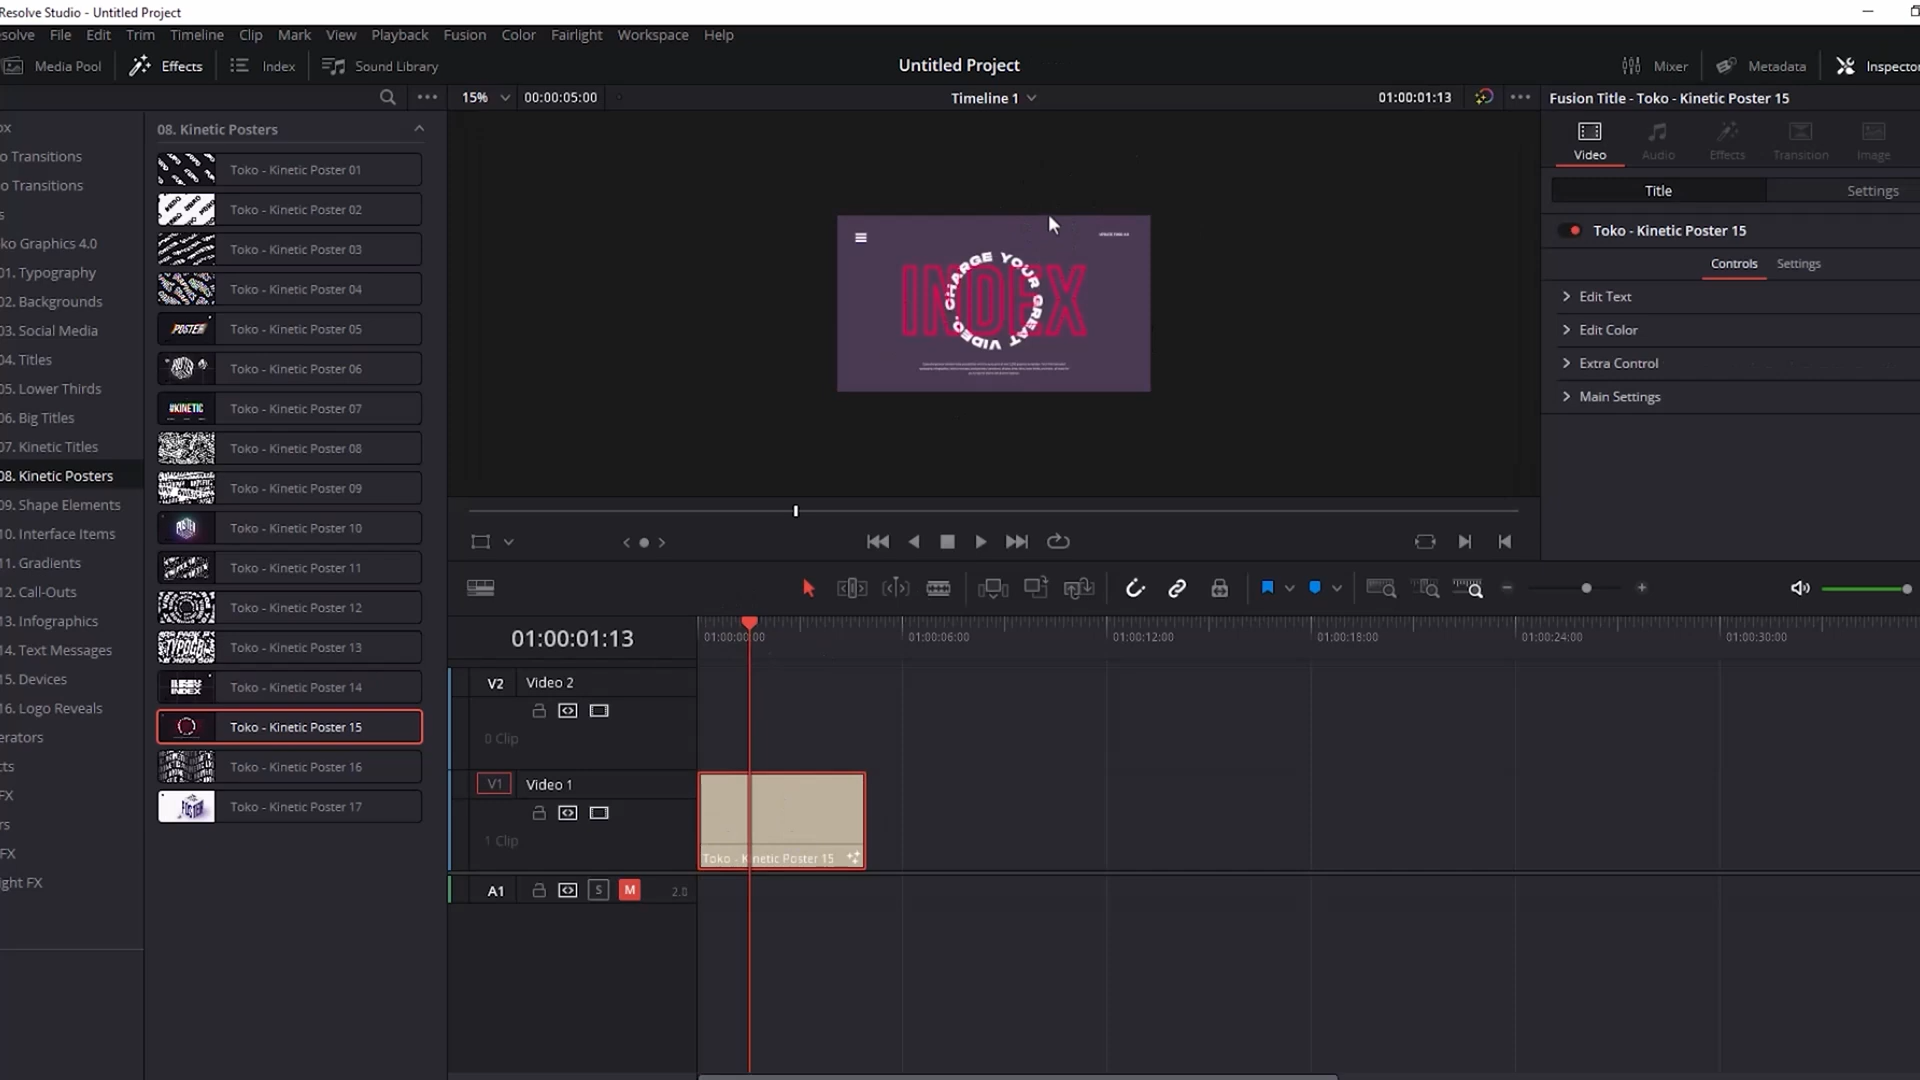 Resolve Studio - Untitled Project
esolve File Edit Trim Timeline Clip Mark View Playback Fusion Color Fairlight Workspace Help
Media Pool Effects Index Sound Library Untitled Project Mixer Metadata Inspector
15% 00:00:05:00 Timeline 1 01:00:01:13 Fusion Title - Toko - Kinetic Poster 15
ox
o Transitions
o Transitions
s
ko Graphics 4.0
01. Typography
02. Backgrounds
03. Social Media
04. Titles
05. Lower Thirds
06. Big Titles
07. Kinetic Titles
08. Kinetic Posters
09. Shape Elements
10. Interface Items
11. Gradients
12. Call-Outs
13. Infographics
14. Text Messages
15. Devices
16. Logo Reveals
erators
cts
FX
rs
FX
ight FX
08. Kinetic Posters
Toko - Kinetic Poster 01
Toko - Kinetic Poster 02
Toko - Kinetic Poster 03
Toko - Kinetic Poster 04
POSTER Toko - Kinetic Poster 05
Toko - Kinetic Poster 06
#KINETIC Toko - Kinetic Poster 07
Toko - Kinetic Poster 08
Toko - Kinetic Poster 09
Toko - Kinetic Poster 10
Toko - Kinetic Poster 11
Toko - Kinetic Poster 12
Toko - Kinetic Poster 13
INDEX Toko - Kinetic Poster 14
Toko - Kinetic Poster 15
Toko - Kinetic Poster 16
Toko - Kinetic Poster 17
INDEX
CHARGE YOUR GREAT VIDEO.
Video Audio Effects Transition Image
Title Settings
Toko - Kinetic Poster 15
Controls Settings
Edit Text
Edit Color
Extra Control
Main Settings
01:00:01:13
01:00:00:00 01:00:06:00 01:00:12:00 01:00:18:00 01:00:24:00 01:00:30:00
V2 Video 2
0 Clip
V1 Video 1
1 Clip
Toko - Kinetic Poster 15
A1 S M 2.0